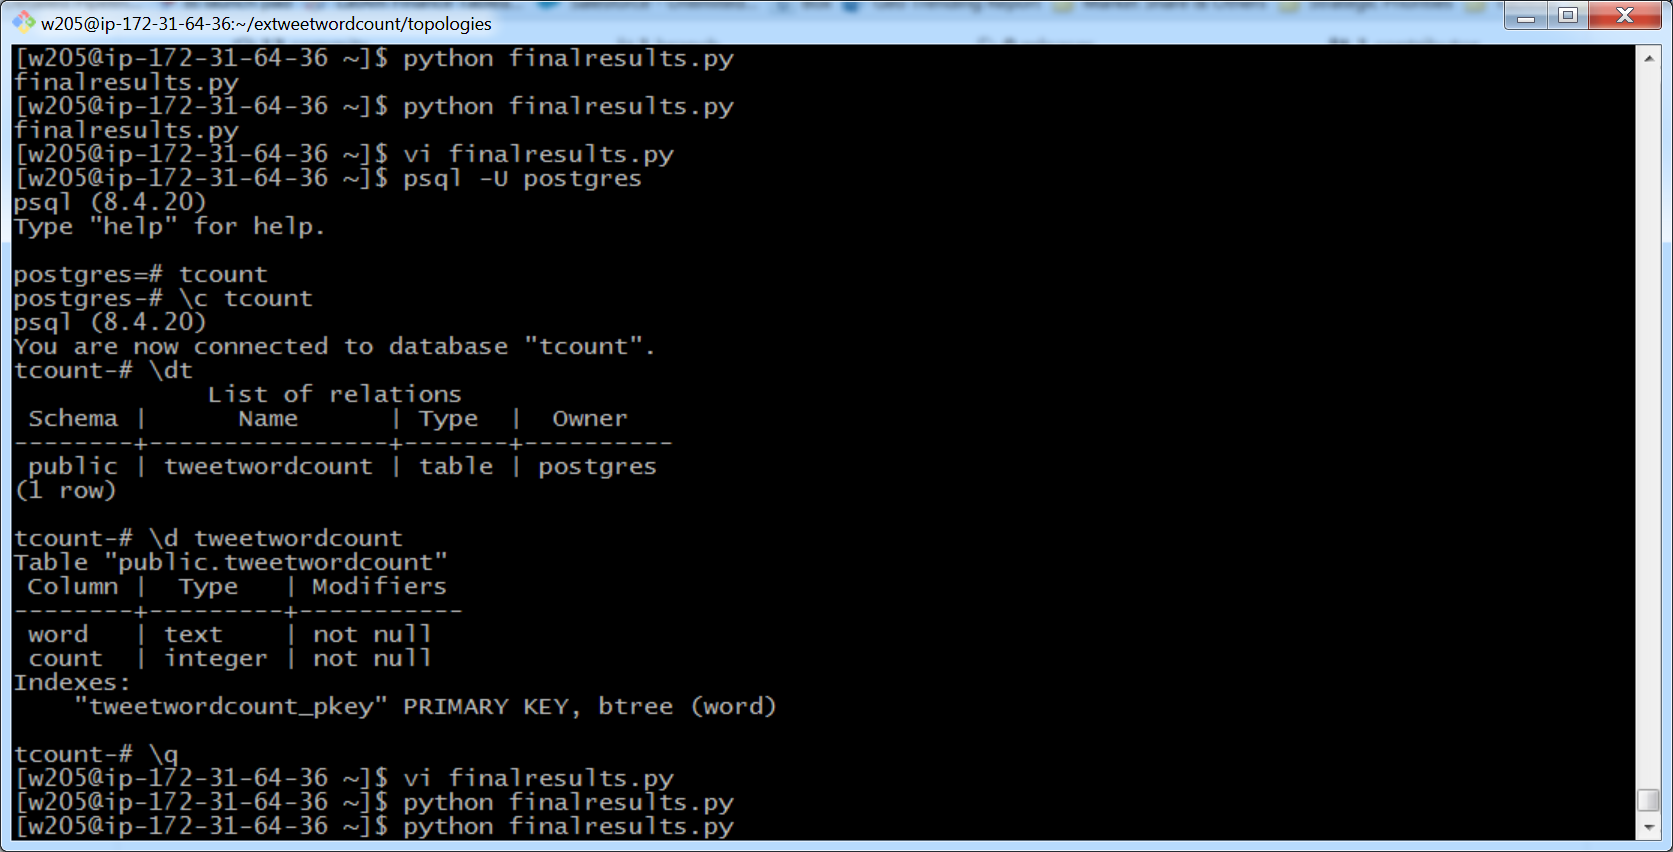 w205@ip-172-31-64-36:~/extweetwordcount/topologies
[w205@ip-172-31-64-36 ~]$ python finalresults.py
finalresults.py
[w205@ip-172-31-64-36 ~]$ python finalresults.py
finalresults.py
[w205@ip-172-31-64-36 ~]$ vi finalresults.py
[w205@ip-172-31-64-36 ~]$ psql -U postgres
psql (8.4.20)
Type "help" for help.
postgres=# tcount
postgres-# \c tcount
psql (8.4.20)
You are now connected to database "tcount".
tcount-# \dt
             List of relations
 Schema |      Name      | Type  |  Owner
--------+----------------+-------+----------
 public | tweetwordcount | table | postgres
(1 row)
tcount-# \d tweetwordcount
Table "public.tweetwordcount"
 Column |  Type   | Modifiers
--------+---------+-----------
 word   | text    | not null
 count  | integer | not null
Indexes:
    "tweetwordcount_pkey" PRIMARY KEY, btree (word)
tcount-# \q
[w205@ip-172-31-64-36 ~]$ vi finalresults.py
[w205@ip-172-31-64-36 ~]$ python finalresults.py
[w205@ip-172-31-64-36 ~]$ python finalresults.py